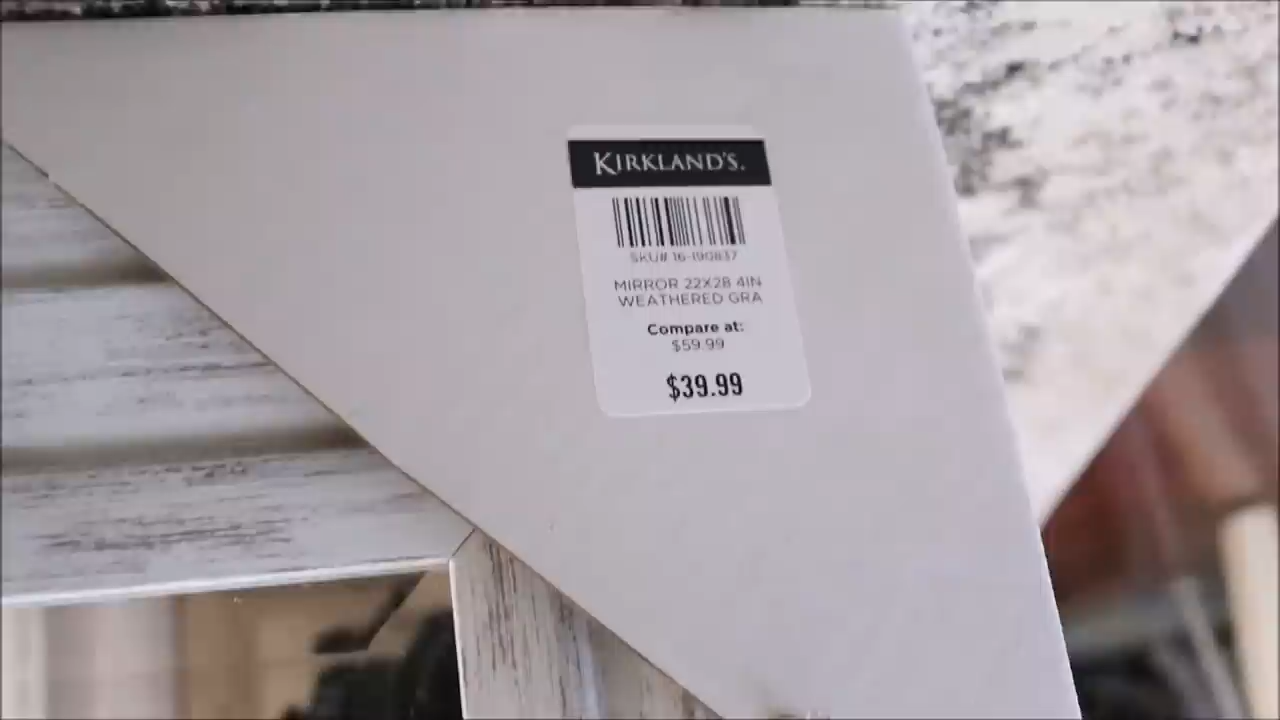 KIRKLAND'S.
SKU# 16-190837
MIRROR 22X28 4IN
WEATHERED GRA
Compare at:
$59.99
$39.99